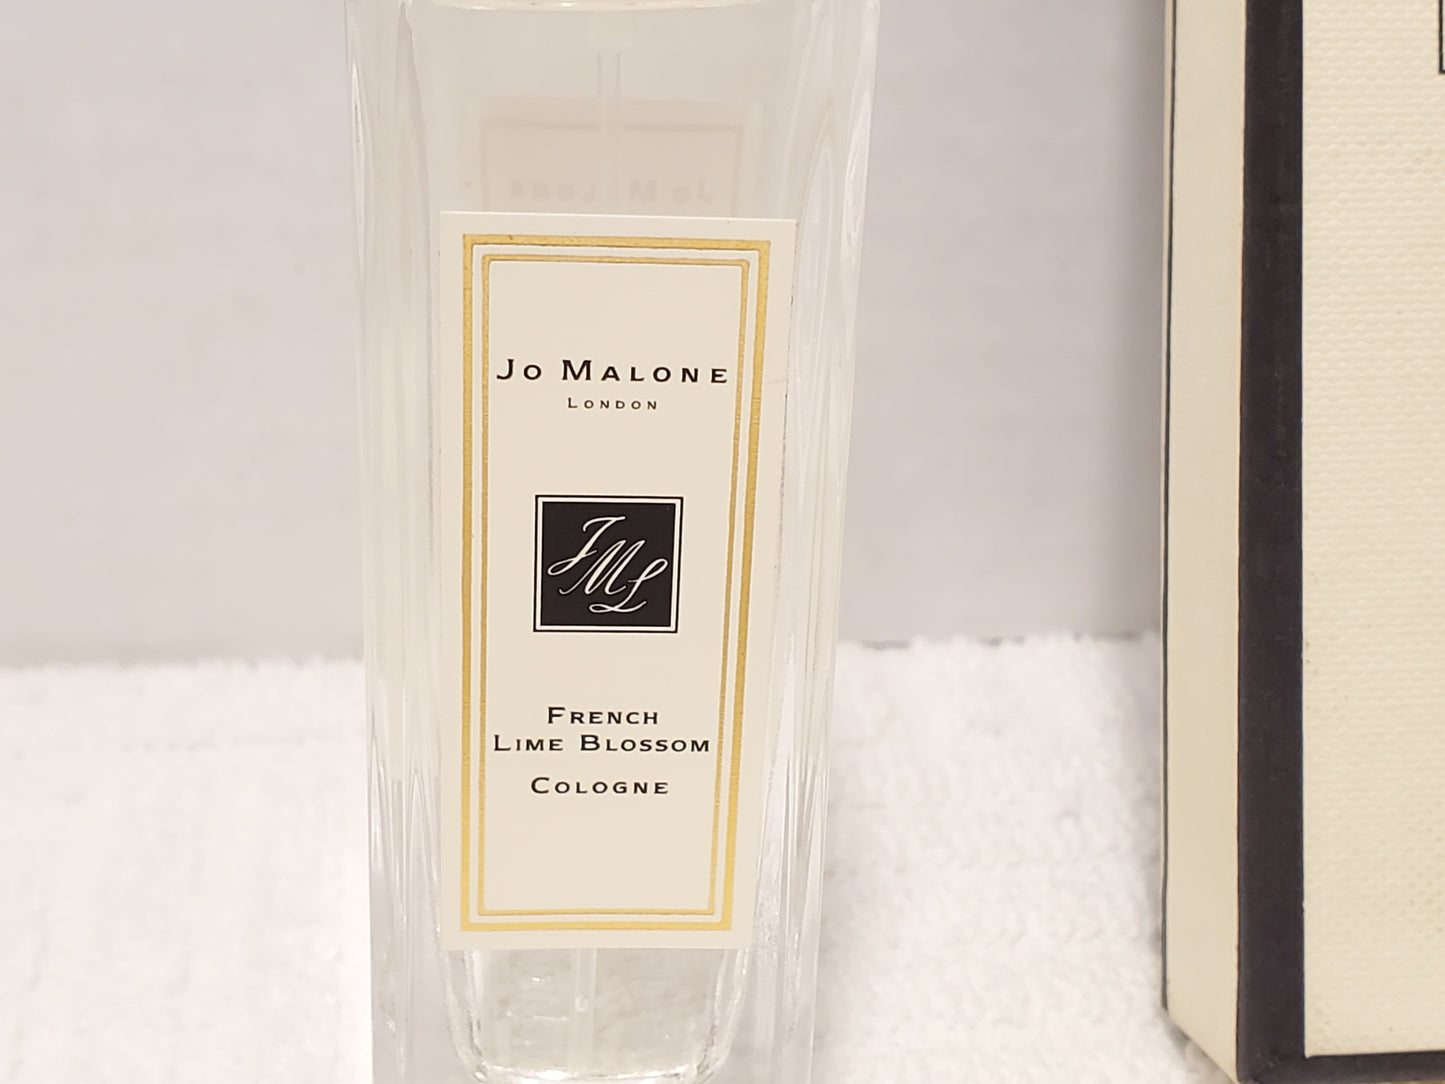 Jo Malone
London
JML
French
Lime Blossom
Cologne